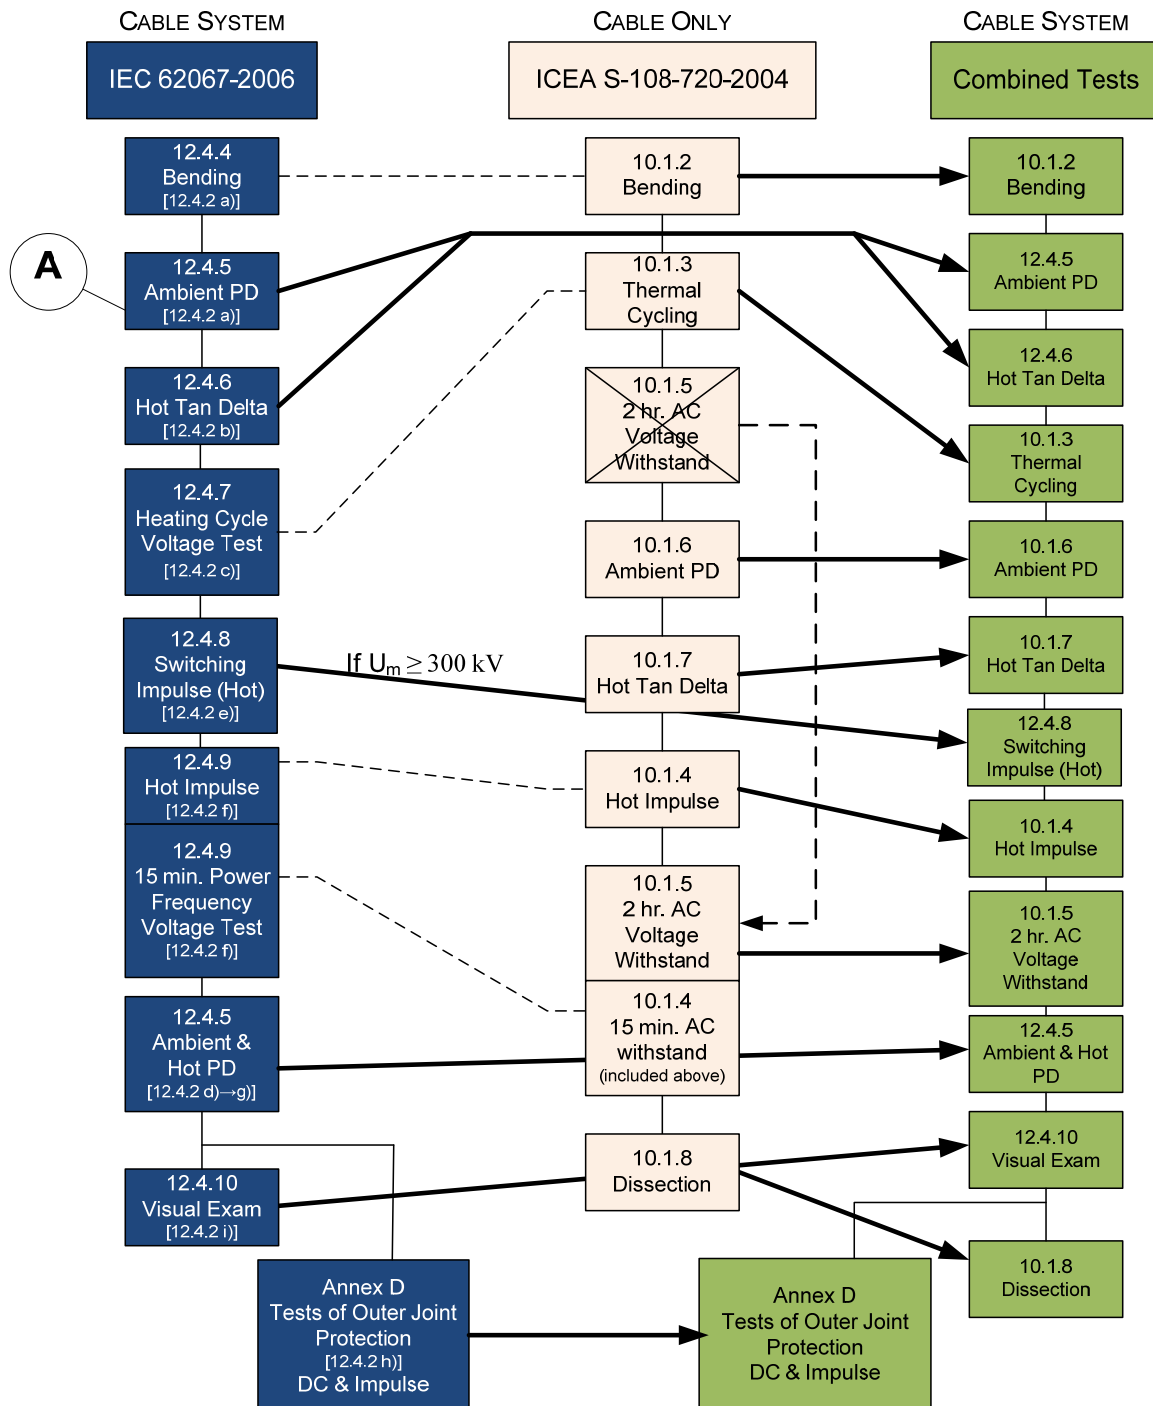 CABLE SYSTEM
IEC 62067-2006
12.4.4
Bending
[12.4.2 a)]
A
12.4.5
Ambient PD
[12.4.2 a)]
12.4.6
Hot Tan Delta
[12.4.2 b)]
12.4.7
Heating Cycle
Voltage Test
[12.4.2 c)]
12.4.8
Switching
Impulse (Hot)
[12.4.2 e)]
If Um ≥ 300 kV
12.4.9
Hot Impulse
[12.4.2 f)]
12.4.9
15 min. Power
Frequency
Voltage Test
[12.4.2 f)]
12.4.5
Ambient &
Hot PD
[12.4.2 d)→g)]
12.4.10
Visual Exam
[12.4.2 i)]
Annex D
Tests of Outer Joint
Protection
[12.4.2 h)]
DC & Impulse
CABLE ONLY
ICEA S-108-720-2004
10.1.2
Bending
10.1.3
Thermal
Cycling
10.1.5
2 hr. AC
Voltage
Withstand
10.1.6
Ambient PD
10.1.7
Hot Tan Delta
10.1.4
Hot Impulse
10.1.5
2 hr. AC
Voltage
Withstand
10.1.4
15 min. AC
withstand
(included above)
10.1.8
Dissection
CABLE SYSTEM
Combined Tests
10.1.2
Bending
12.4.5
Ambient PD
12.4.6
Hot Tan Delta
10.1.3
Thermal
Cycling
10.1.6
Ambient PD
10.1.7
Hot Tan Delta
12.4.8
Switching
Impulse (Hot)
10.1.4
Hot Impulse
10.1.5
2 hr. AC
Voltage
Withstand
12.4.5
Ambient & Hot
PD
12.4.10
Visual Exam
10.1.8
Dissection
Annex D
Tests of Outer Joint
Protection
DC & Impulse